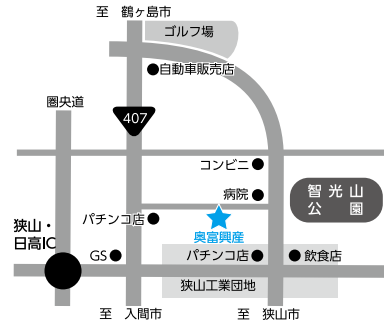 至　鶴ヶ島市
ゴルフ場
自動車販売店
圏央道
407
コンビニ
病院
智光山
公　園
パチンコ店
狭山・
日高IC
奥富興産
GS
パチンコ店
飲食店
狭山工業団地
至　入間市
至　狭山市